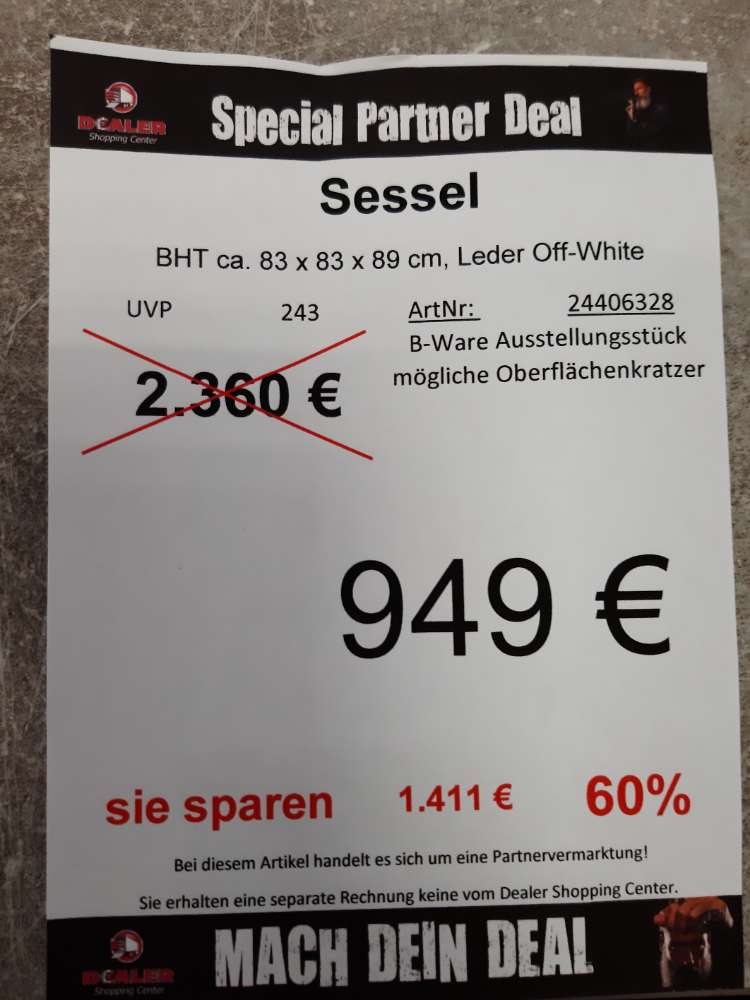 DEALER
Shopping Center
Special Partner Deal
Sessel
BHT ca. 83 x 83 x 89 cm, Leder Off-White
UVP 243 ArtNr: 24406328
B-Ware Ausstellungsstück
mögliche Oberflächenkratzer
2.360 €
949 €
sie sparen 1.411 € 60%
Bei diesem Artikel handelt es sich um eine Partnervermarktung!
Sie erhalten eine separate Rechnung keine vom Dealer Shopping Center.
DEALER
Shopping Center
MACH DEIN DEAL